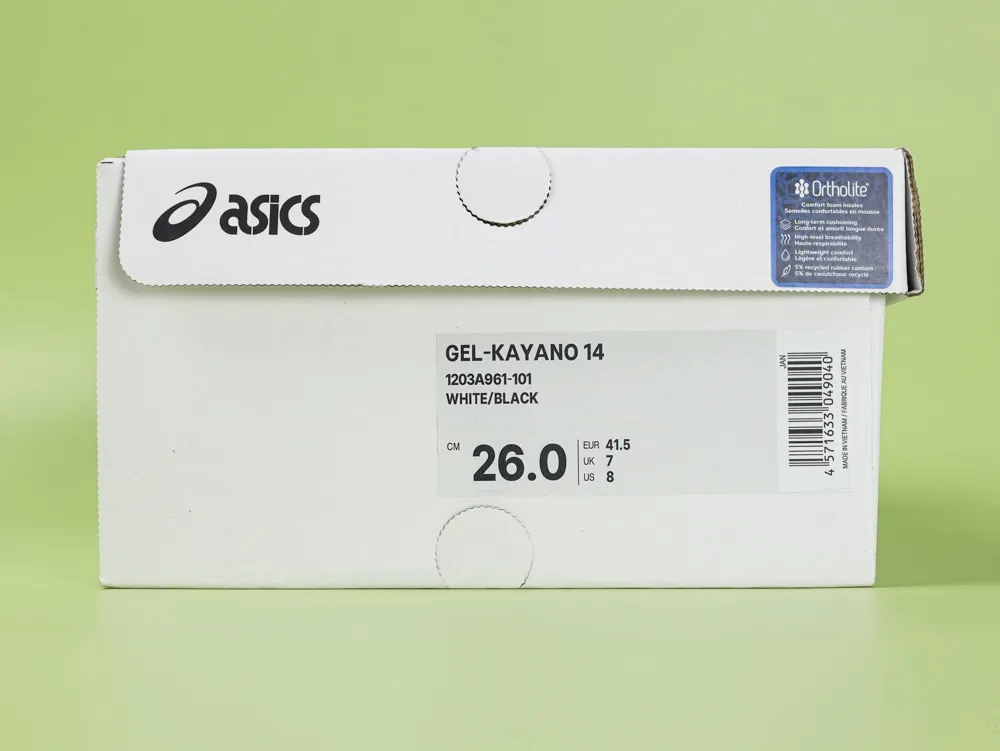 asics
OrthoLite®
Comfort foam insoles
Semelles confortables en mousse
Long-term cushioning
Confort et amorti longue durée
High-level breathability
Haute respirabilité
Lightweight comfort
Légère et confortable
5% recycled rubber content
5% de caoutchouc recyclé
GEL-KAYANO 14
1203A961-101
WHITE/BLACK
CM 26.0
EUR 41.5
UK 7
US 8
JAN
4 571633 049040
MADE IN VIETNAM / FABRIQUE AU VIETNAM